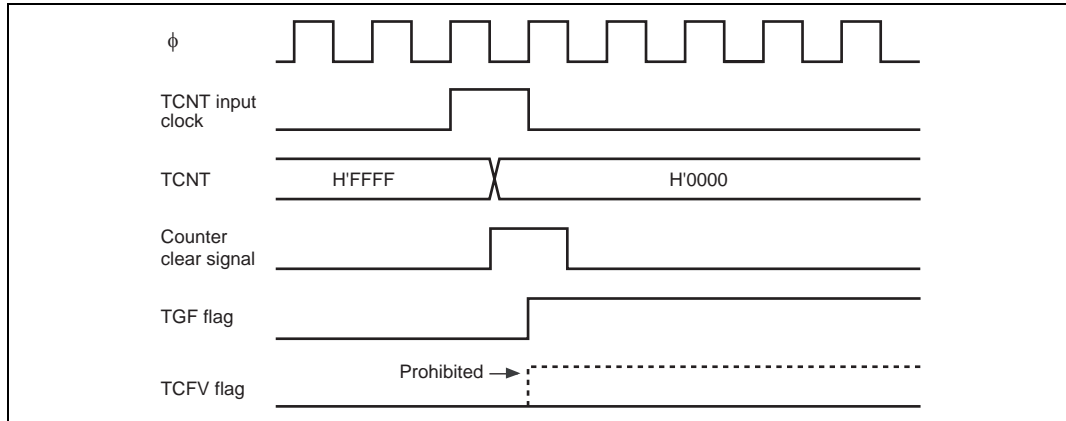 ϕ
TCNT input
clock
TCNT
H'FFFF
H'0000
Counter
clear signal
TGF flag
Prohibited
TCFV flag